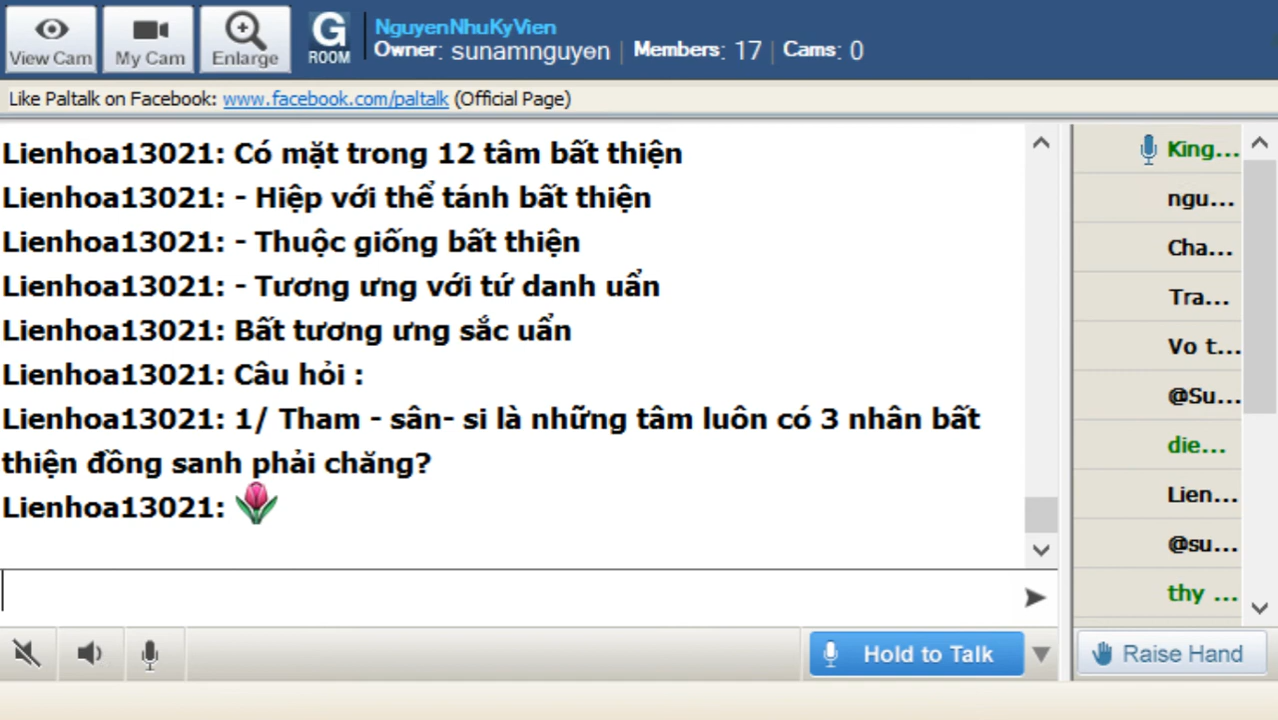 View Cam
My Cam
Enlarge
G
ROOM
NguyenNhuKyVien
Owner: sunamnguyen | Members: 17 | Cams: 0
Like Paltalk on Facebook: www.facebook.com/paltalk (Official Page)
Lienhoa13021: Có mặt trong 12 tâm bất thiện
Lienhoa13021: - Hiệp với thể tánh bất thiện
Lienhoa13021: - Thuộc giống bất thiện
Lienhoa13021: - Tương ưng với tứ danh uẩn
Lienhoa13021: Bất tương ưng sắc uẩn
Lienhoa13021: Câu hỏi :
Lienhoa13021: 1/ Tham - sân- si là những tâm luôn có 3 nhân bất
thiện đồng sanh phải chăng?
Lienhoa13021:
King...
ngu...
Cha...
Tra...
Vo t...
@Su...
die...
Lien...
@su...
thy ...
Hold to Talk
Raise Hand